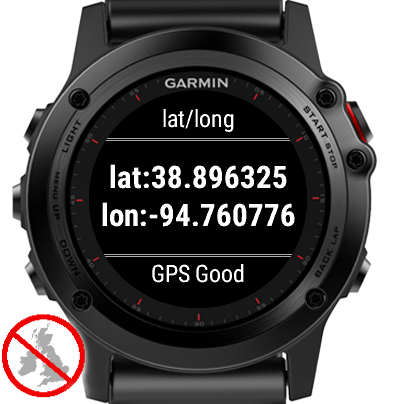 GARMIN
lat/long
lat:38.896325
lon:-94.760776
GPS Good
LIGHT
MENU UP
DOWN
START STOP
BACK LAP
30